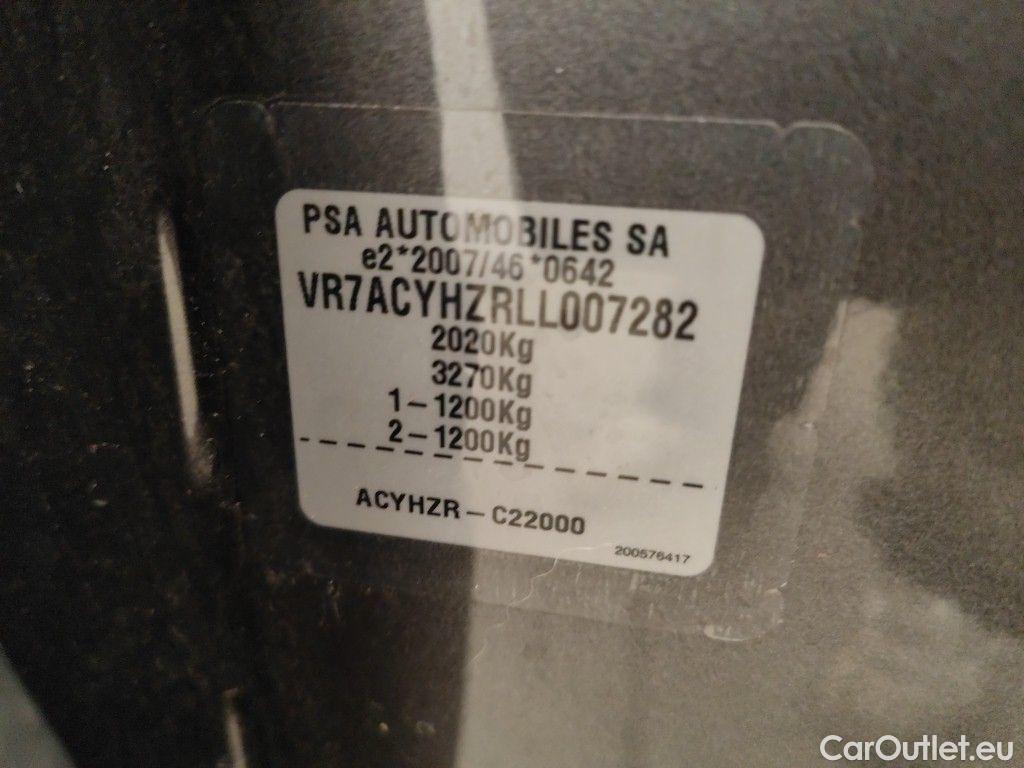 PSA AUTOMOBILES SA
e2*2007/46*0642
VR7ACYHZRLL007282
2020Kg
3270Kg
1-1200Kg
2-1200Kg
ACYHZR-C22000
200576417
CarOutlet.eu